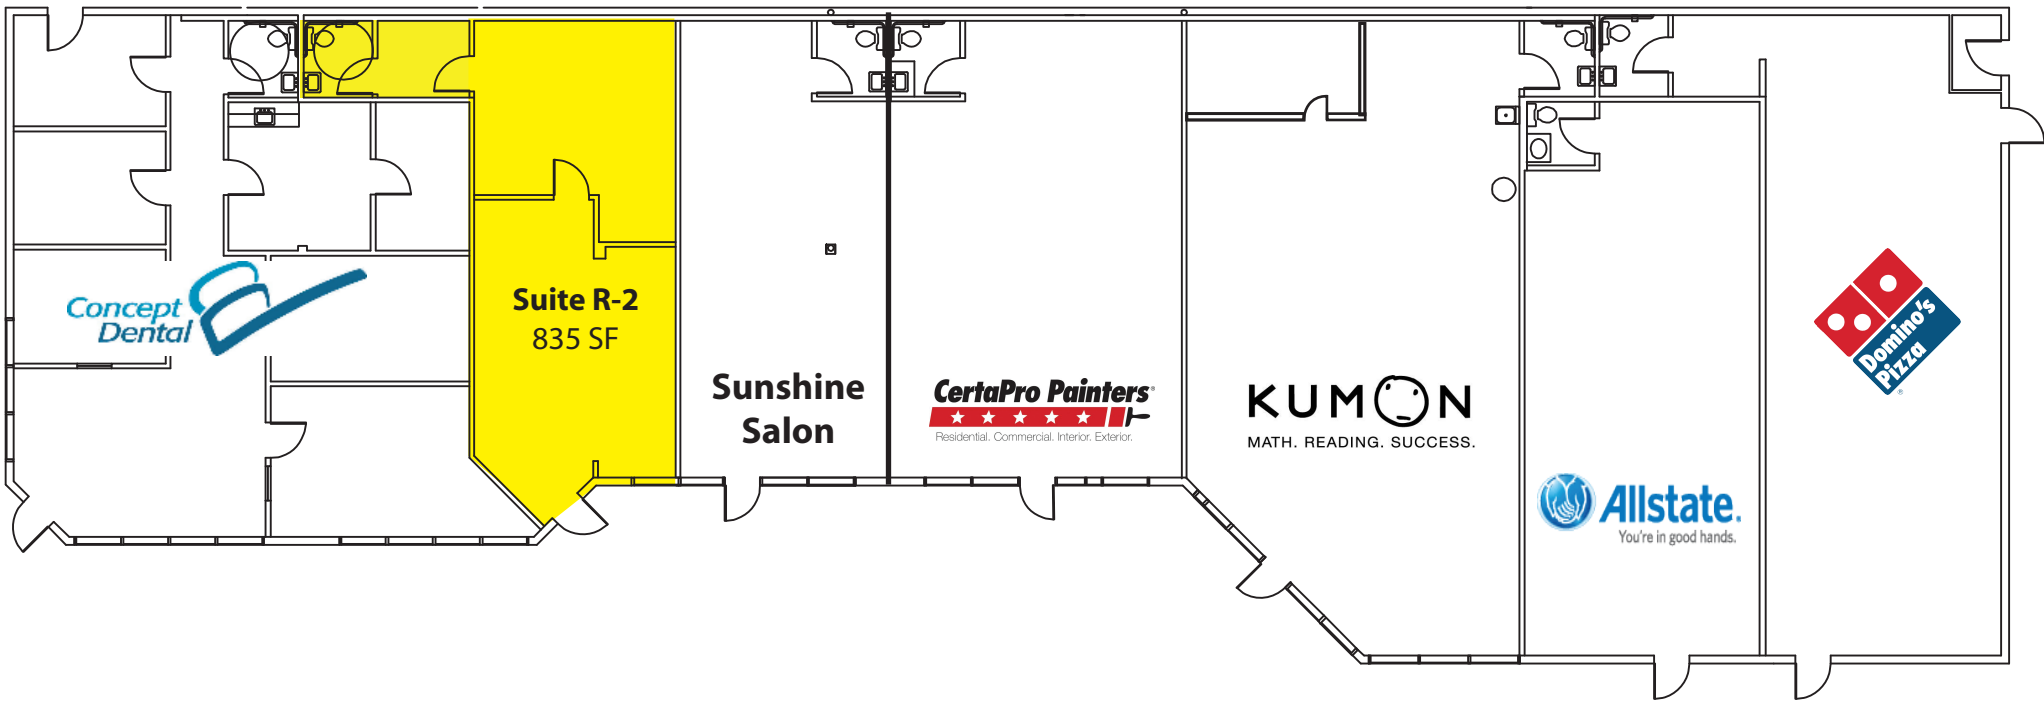 Concept
Dental
Suite R-2
835 SF
Sunshine
Salon
CertaPro Painters®
Residential. Commercial. Interior. Exterior.
KUMON
MATH. READING. SUCCESS.
Allstate.
You're in good hands.
Domino's
Pizza
®